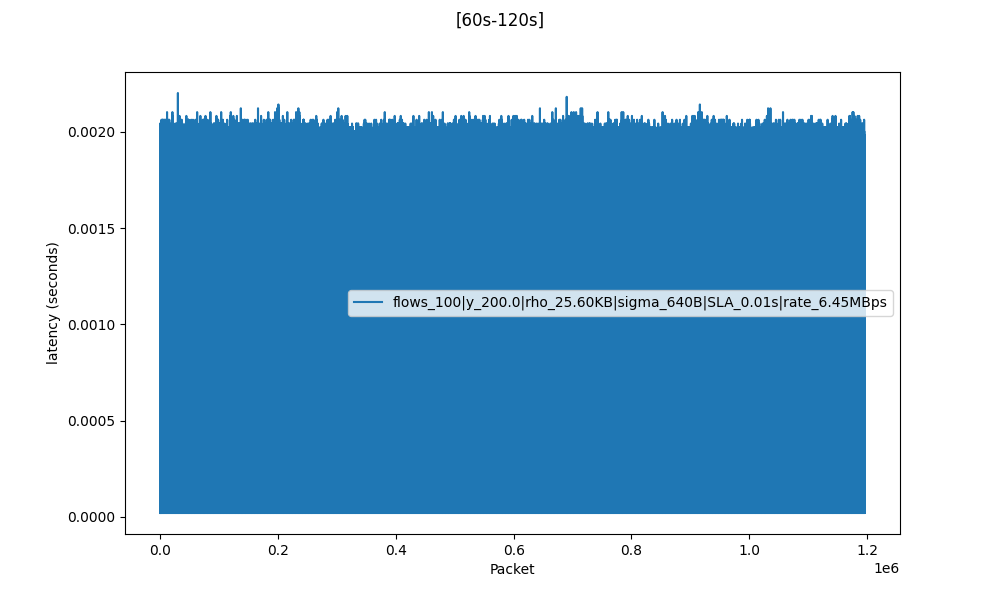 [60s-120s]
0.0020
0.0015
0.0010
0.0005
0.0000
latency (seconds)
flows_100|y_200.0|rho_25.60KB|sigma_640B|SLA_0.01s|rate_6.45MBps
0.0 0.2 0.4 0.6 0.8 1.0 1.2
1e6
Packet